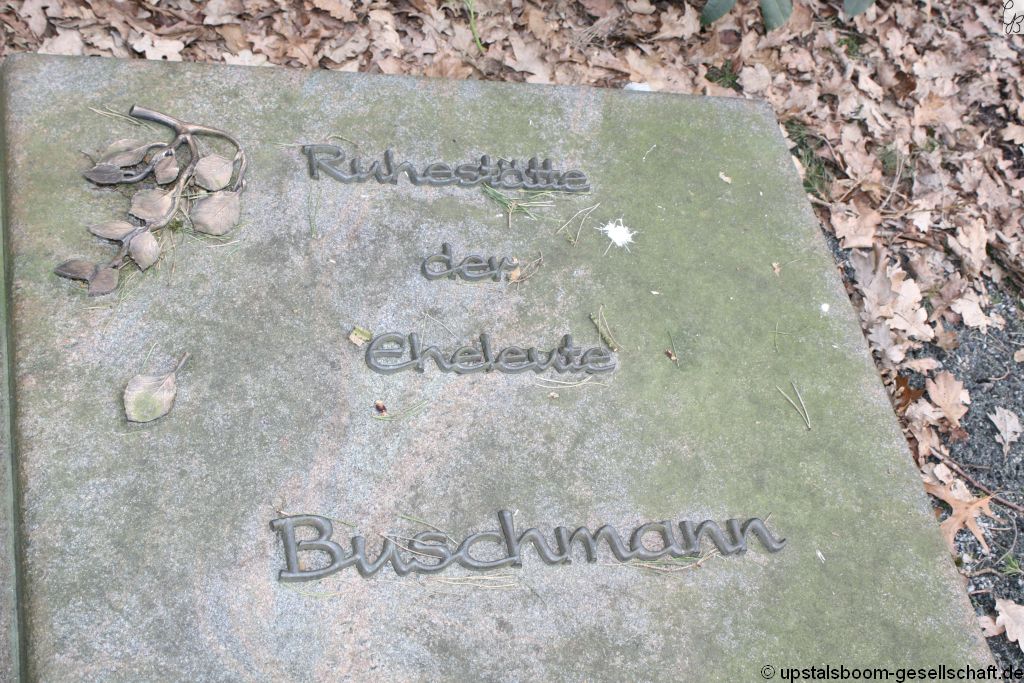 Ruhestätte
der
Eheleute
Buschmann
© upstalsboom-gesellschaft.de